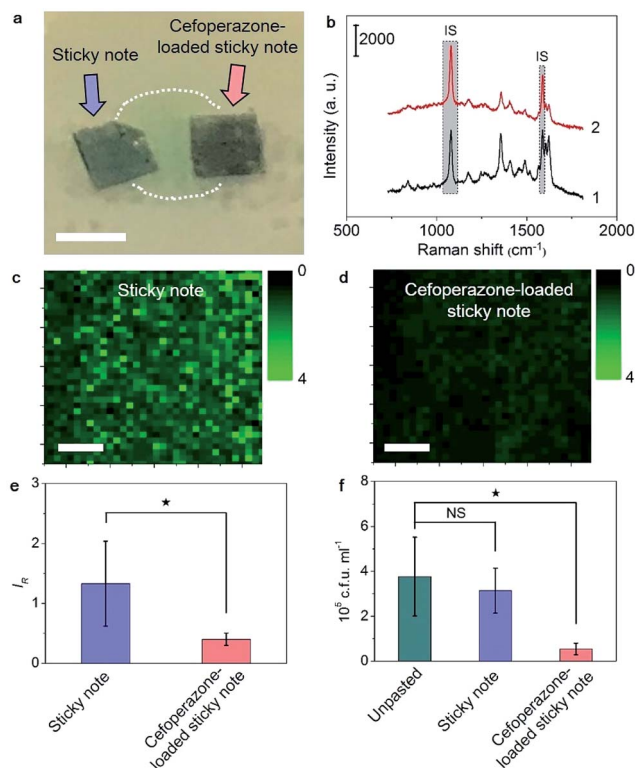 a
Sticky note
Cefoperazone-
loaded sticky note
b
2000
IS
IS
2
1
Intensity (a. u.)
500
1000
1500
2000
Raman shift (cm⁻¹)
c
Sticky note
0
4
d
Cefoperazone-loaded
sticky note
0
4
e
3
2
1
0
I_R
★
Sticky note
Cefoperazone-
loaded sticky note
f
8
6
4
2
0
10⁵ c.f.u. ml⁻¹
★
NS
Unpasted
Sticky note
Cefoperazone-
loaded sticky note